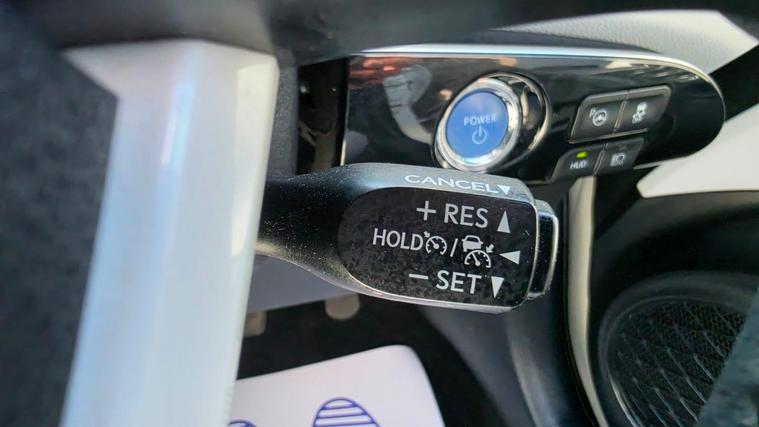 POWER
P
HUD
CANCEL
+ RES
HOLD /
- SET